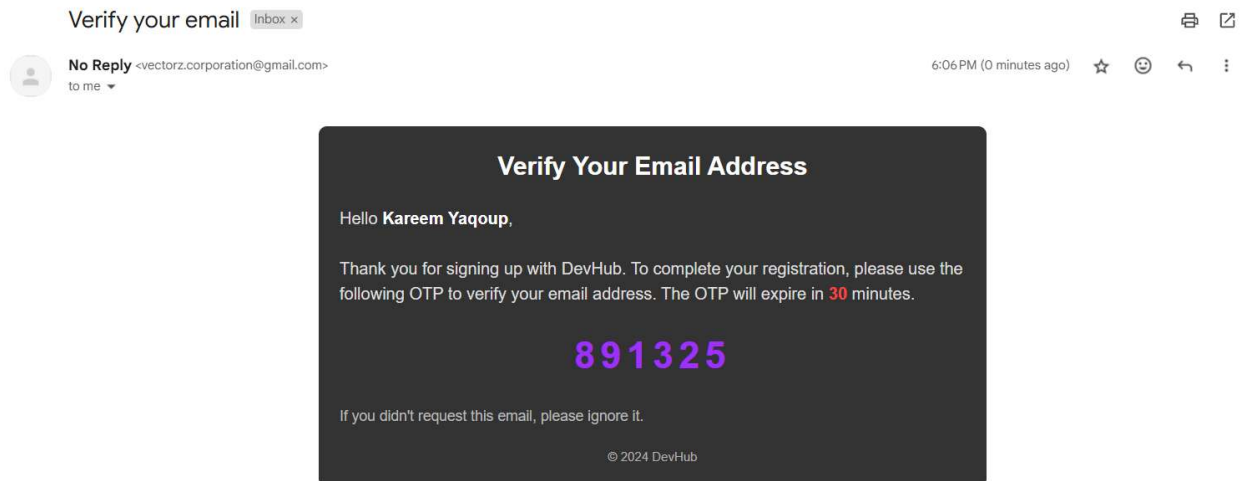 Verify your email Inbox ×
No Reply <vectorz.corporation@gmail.com> 6:06 PM (0 minutes ago)
to me
Verify Your Email Address
Hello Kareem Yaqoup,
Thank you for signing up with DevHub. To complete your registration, please use the
following OTP to verify your email address. The OTP will expire in 30 minutes.
891325
If you didn't request this email, please ignore it.
© 2024 DevHub